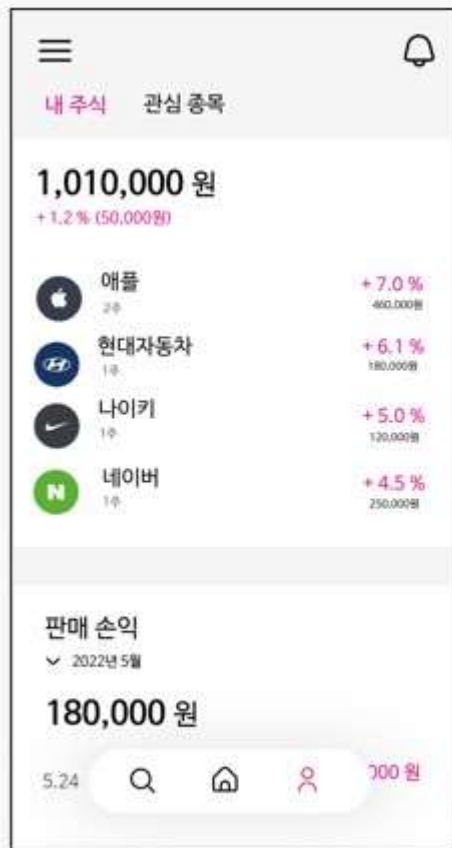 내 주식 관심 종목
1,010,000 원
+ 1.2 % (50,000원)
애플 + 7.0 %
2주 460,000원
현대자동차 + 6.1 %
1주 180,000원
나이키 + 5.0 %
1주 120,000원
N 네이버 + 4.5 %
1주 250,000원
판매 손익
2022년 5월
180,000 원
5.24 000 원